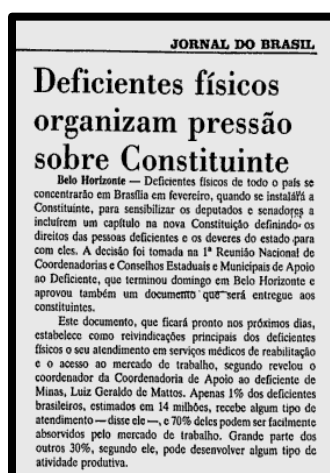 JORNAL DO BRASIL
Deficientes físicos
organizam pressão
sobre Constituinte
Belo Horizonte — Deficientes físicos de todo o país se
concentrarão em Brasília em fevereiro, quando se instalará a
Constituinte, para sensibilizar os deputados e senadores a
incluírem um capítulo na nova Constituição definindo os
direitos das pessoas deficientes e os deveres do estado para
com eles. A decisão foi tomada na 1ª Reunião Nacional de
Coordenadorias e Conselhos Estaduais e Municipais de Apoio
ao Deficiente, que terminou domingo em Belo Horizonte e
aprovou também um documento que será entregue aos
constituintes.
Este documento, que ficará pronto nos próximos dias,
estabelece como reivindicações principais dos deficientes
físicos o seu atendimento em serviços médicos de reabilitação
e o acesso ao mercado de trabalho, segundo revelou o
coordenador da Coordenadoria de Apoio ao deficiente de
Minas, Luiz Geraldo de Mattos. Apenas 1% dos deficientes
brasileiros, estimados em 14 milhões, recebe algum tipo de
atendimento — disse ele —, e 70% deles podem ser facilmente
absorvidos pelo mercado de trabalho. Grande parte dos
outros 30%, segundo ele, pode desenvolver algum tipo de
atividade produtiva.